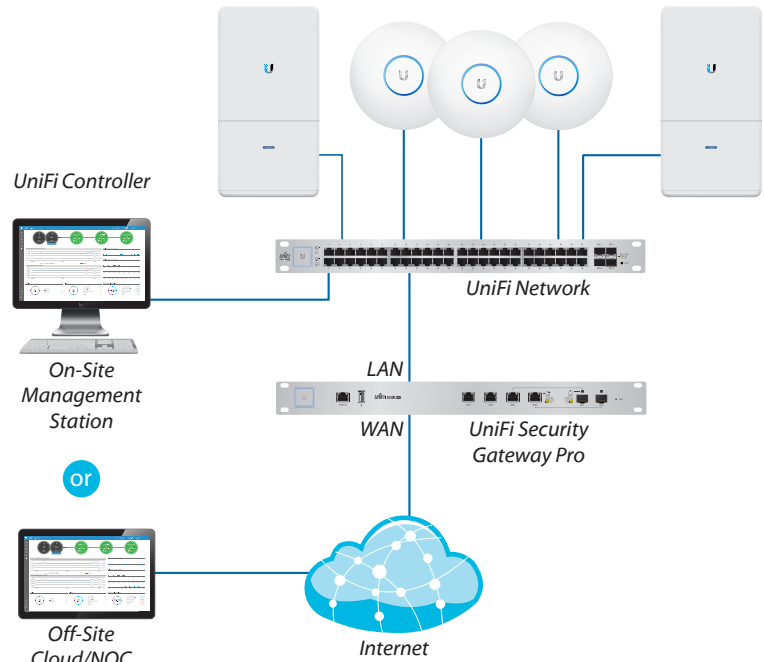 UniFi Controller
UniFi Network
On-Site
Management
Station
LAN
WAN
UniFi Security
Gateway Pro
or
Off-Site
Cloud/NOC
Internet